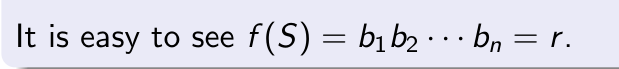 It is easy to see f(S) = b₁b₂ ⋯ bₙ = r.